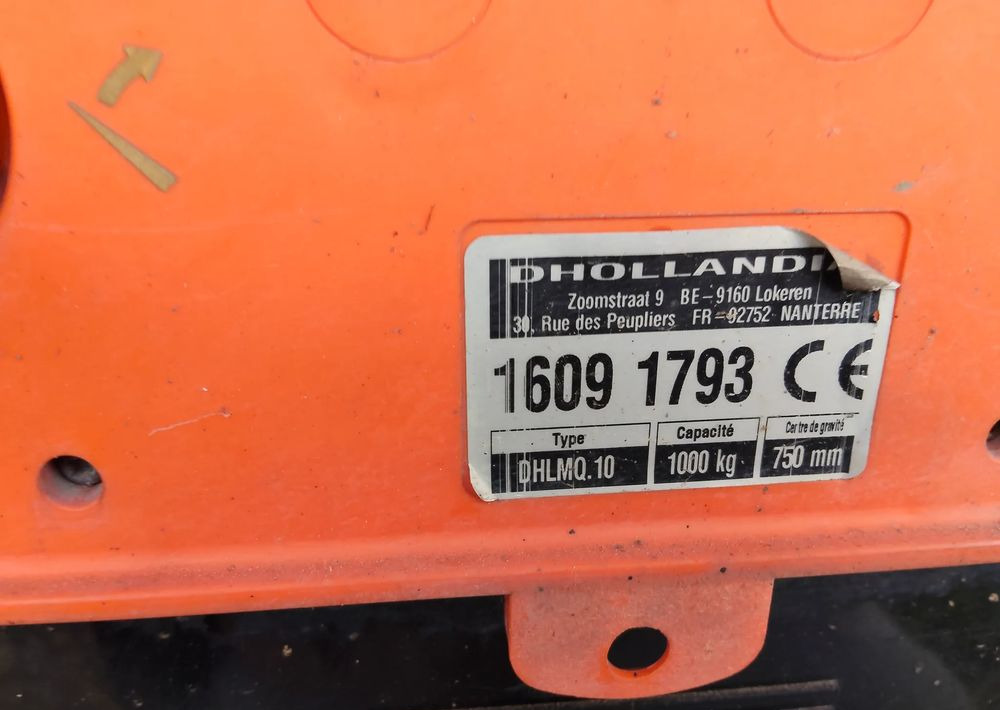 DHOLLANDIA
Zoomstraat 9 BE-9160 Lokeren
30, Rue des Peupliers FR-92752 NANTERRE
1609 1793 CE
Type Capacité Centre de gravité
DHLMQ.10 1000 kg 750 mm